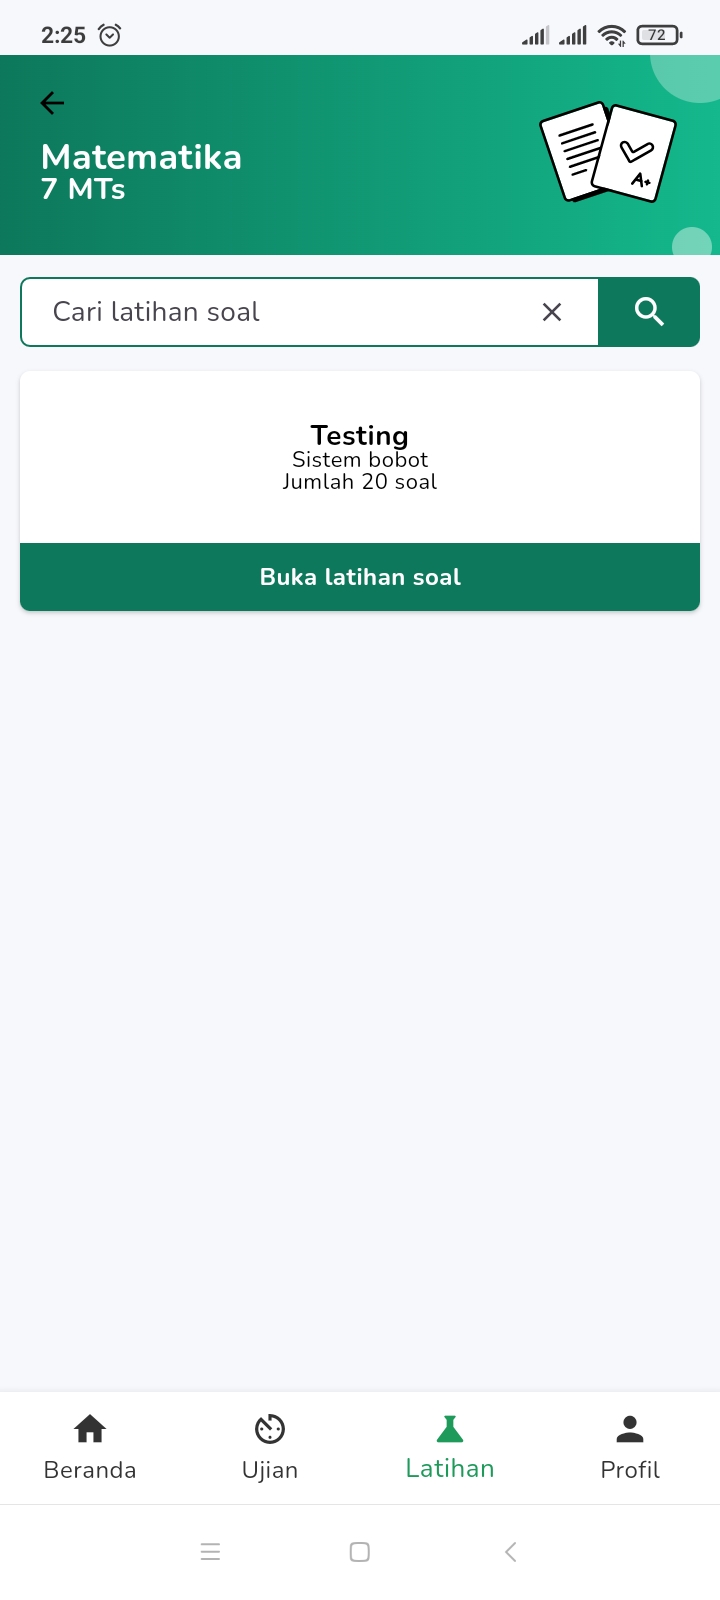 2:25
72
Matematika
7 MTs
A+
Cari latihan soal
Testing
Sistem bobot
Jumlah 20 soal
Buka latihan soal
Beranda
Ujian
Latihan
Profil